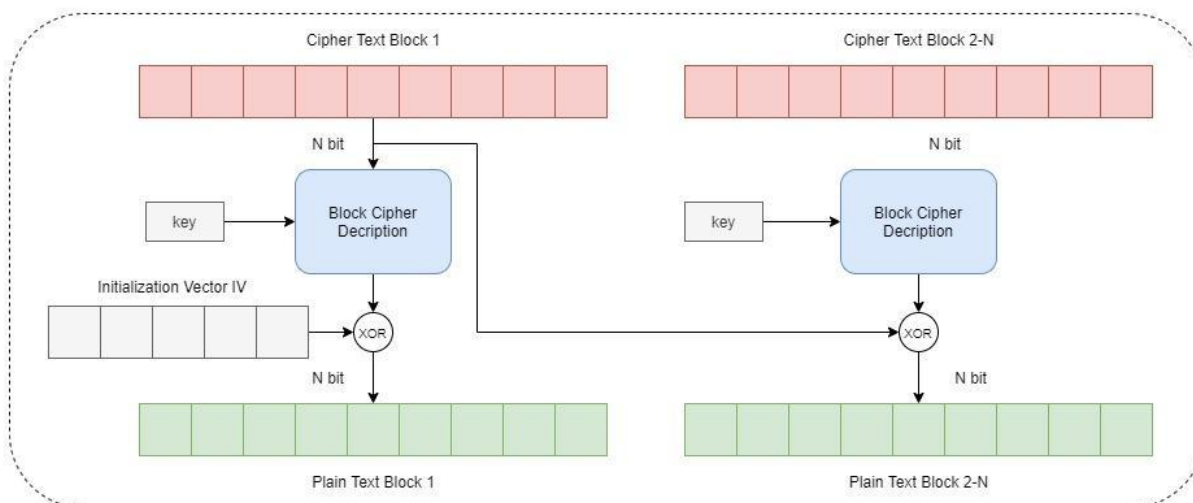 Cipher Text Block 1
Cipher Text Block 2-N
N bit
N bit
key
Block Cipher
Decription
key
Block Cipher
Decription
Initialization Vector IV
XOR
XOR
N bit
N bit
Plain Text Block 1
Plain Text Block 2-N